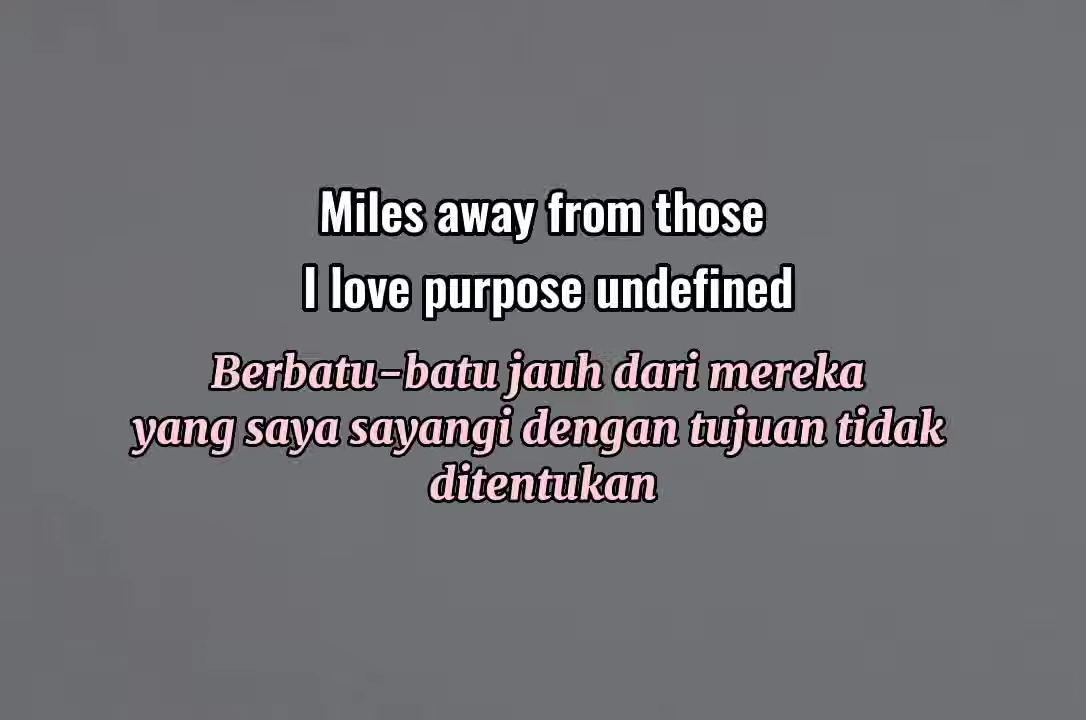 Miles away from those
I love purpose undefined
Berbatu-batu jauh dari mereka
yang saya sayangi dengan tujuan tidak
ditentukan